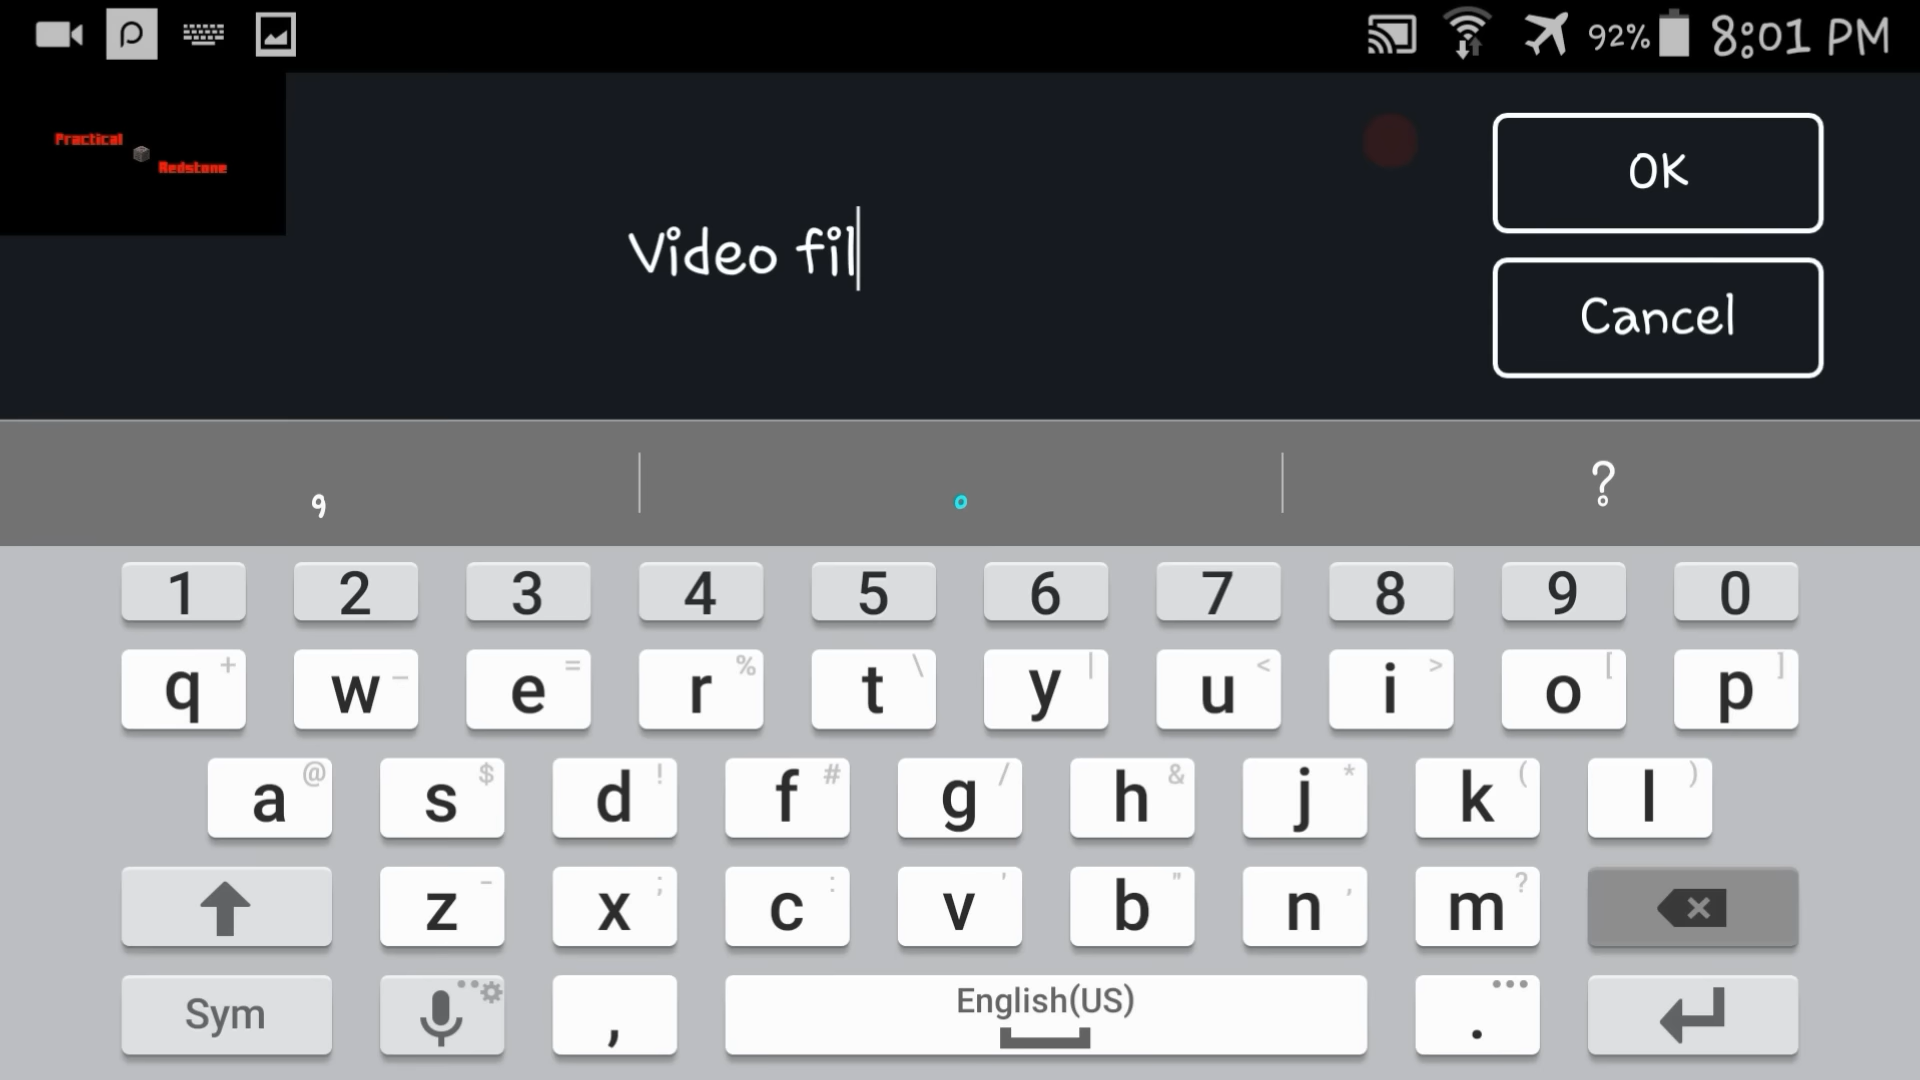 92% 8:01 PM
Practical
Redstone
OK
Video fil
Cancel
, . ?
1 2 3 4 5 6 7 8 9 0
q + w _ e = r % t \ y | u < i > o [ p ]
a @ s $ d ! f # g / h & j * k ( l )
z - x ; c : v ' b " n , m ?
Sym , English(US) .